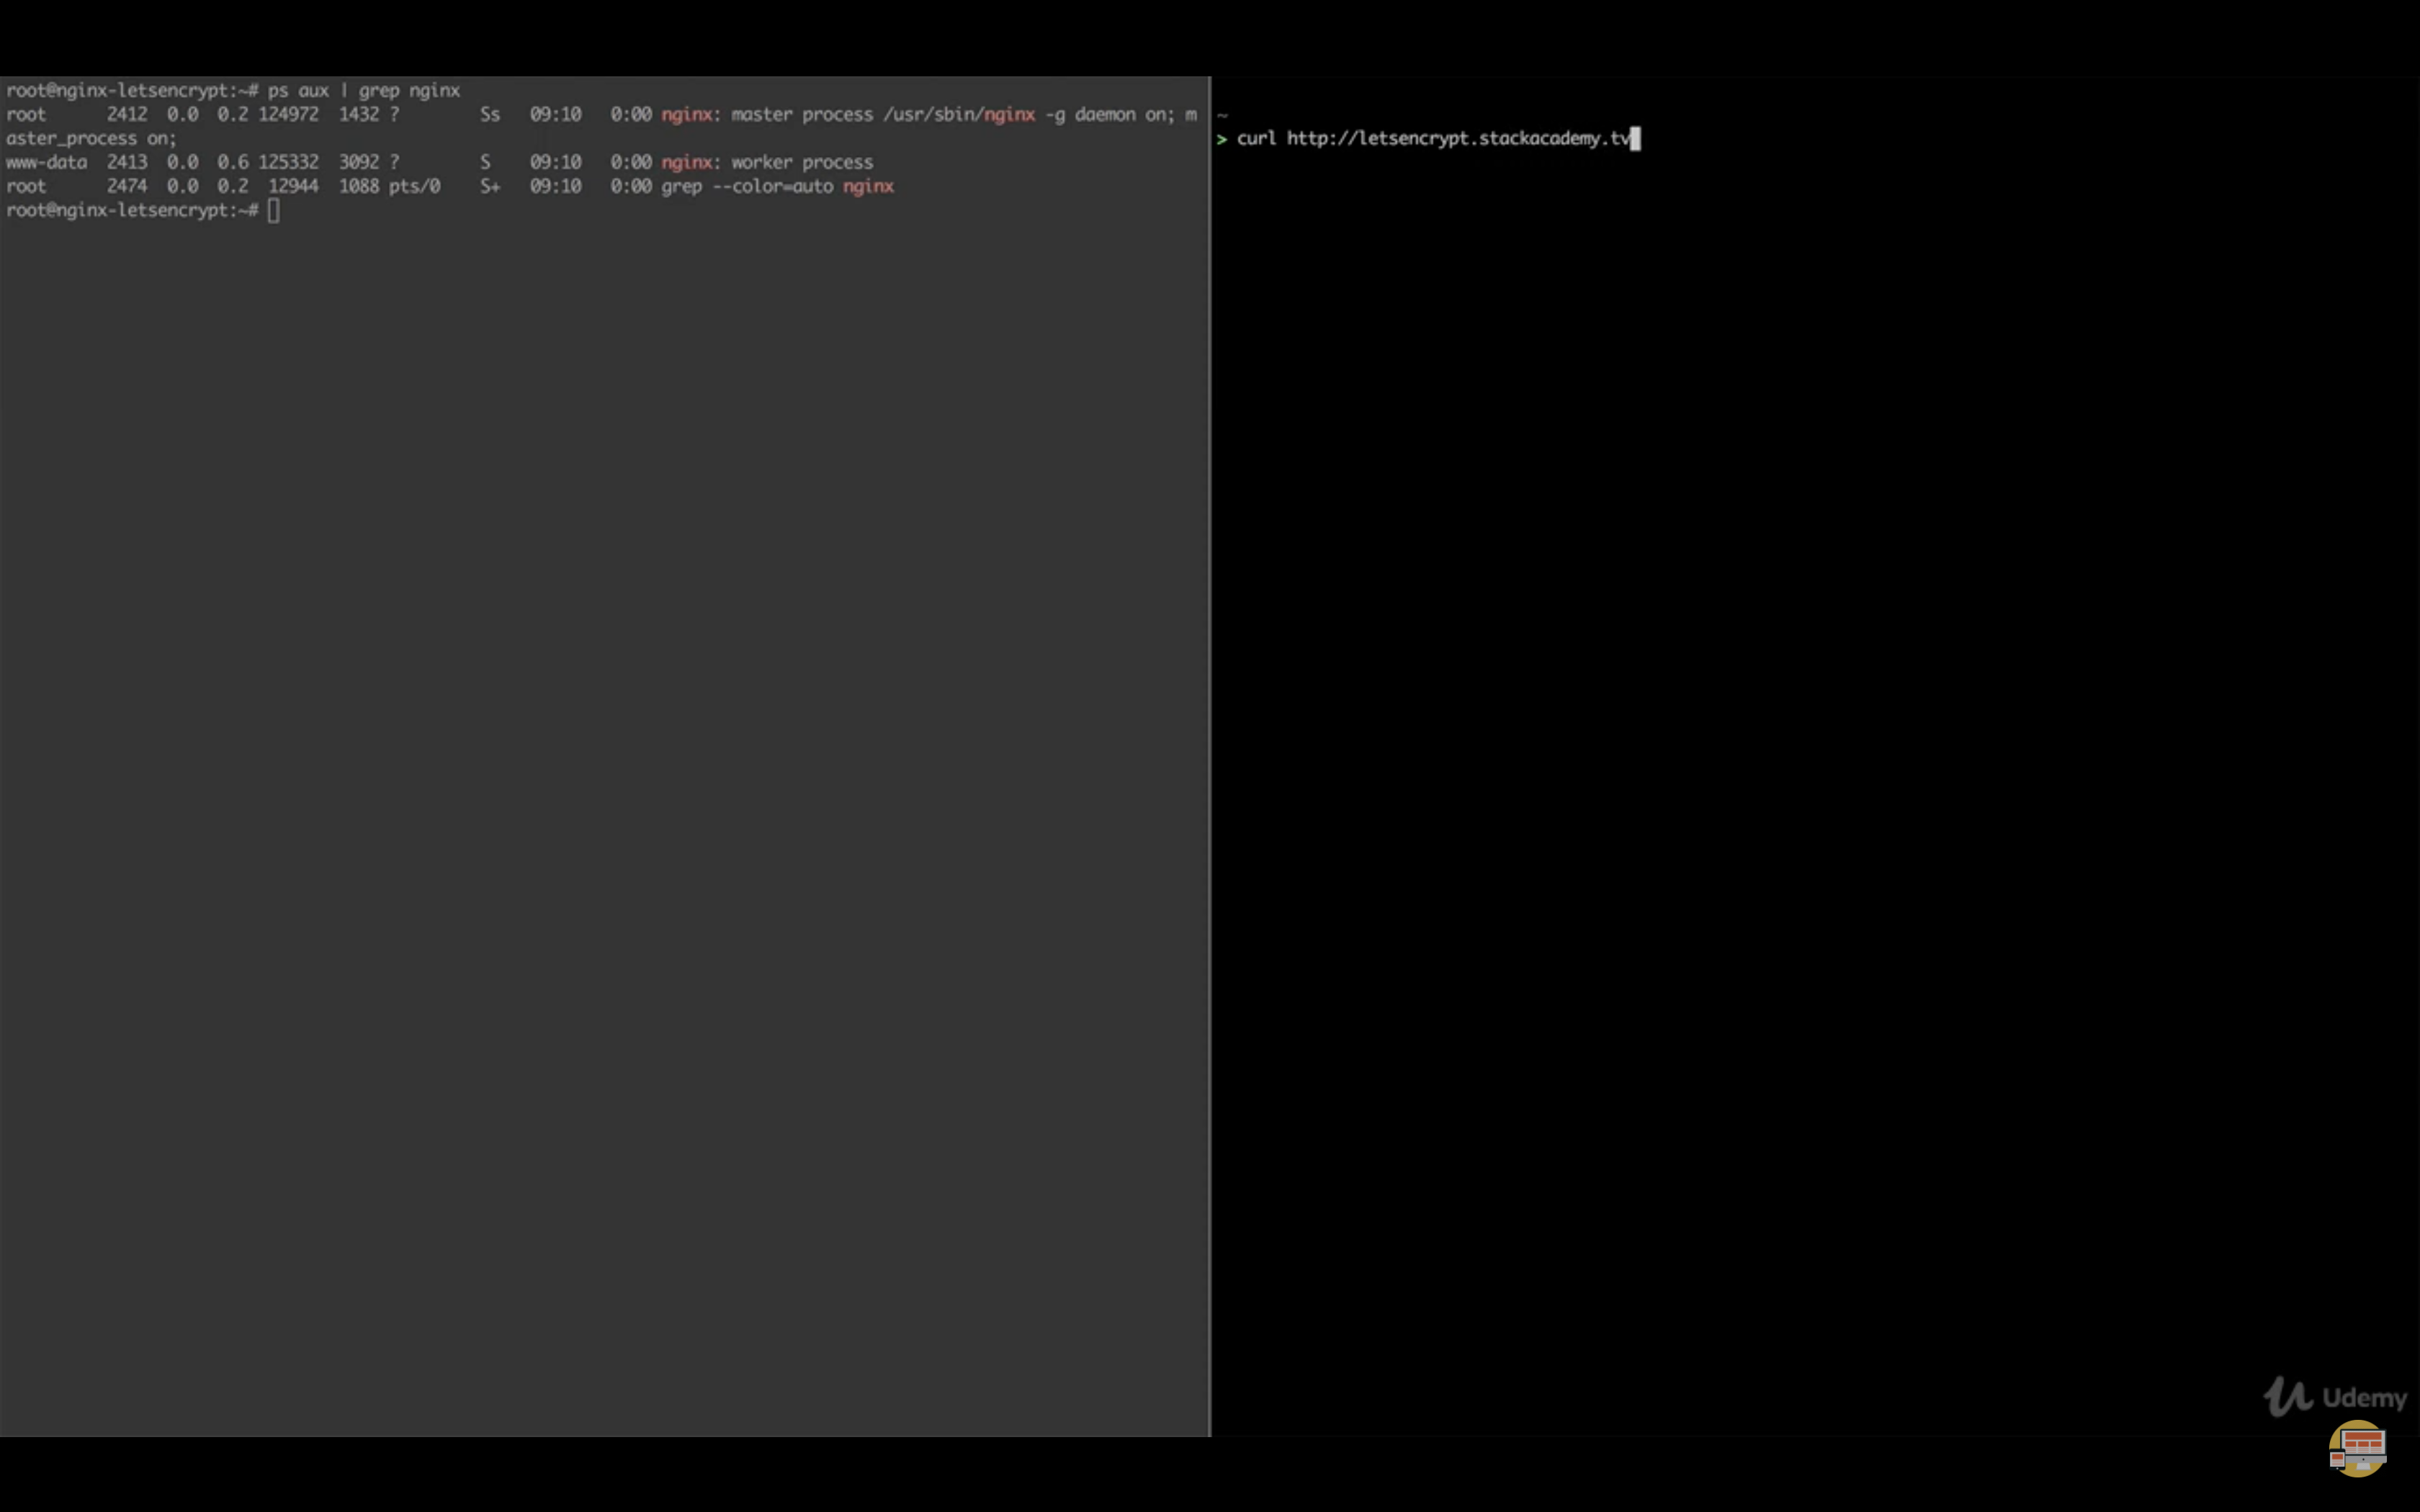 root@nginx-letsencrypt:~# ps aux | grep nginx
root      2412  0.0  0.2 124972  1432 ?        Ss   09:10   0:00 nginx: master process /usr/sbin/nginx -g daemon on; m
aster_process on;
www-data  2413  0.0  0.6 125332  3092 ?        S    09:10   0:00 nginx: worker process
root      2474  0.0  0.2  12944  1088 pts/0    S+   09:10   0:00 grep --color=auto nginx
root@nginx-letsencrypt:~#
~
> curl http://letsencrypt.stackacademy.tv
Udemy